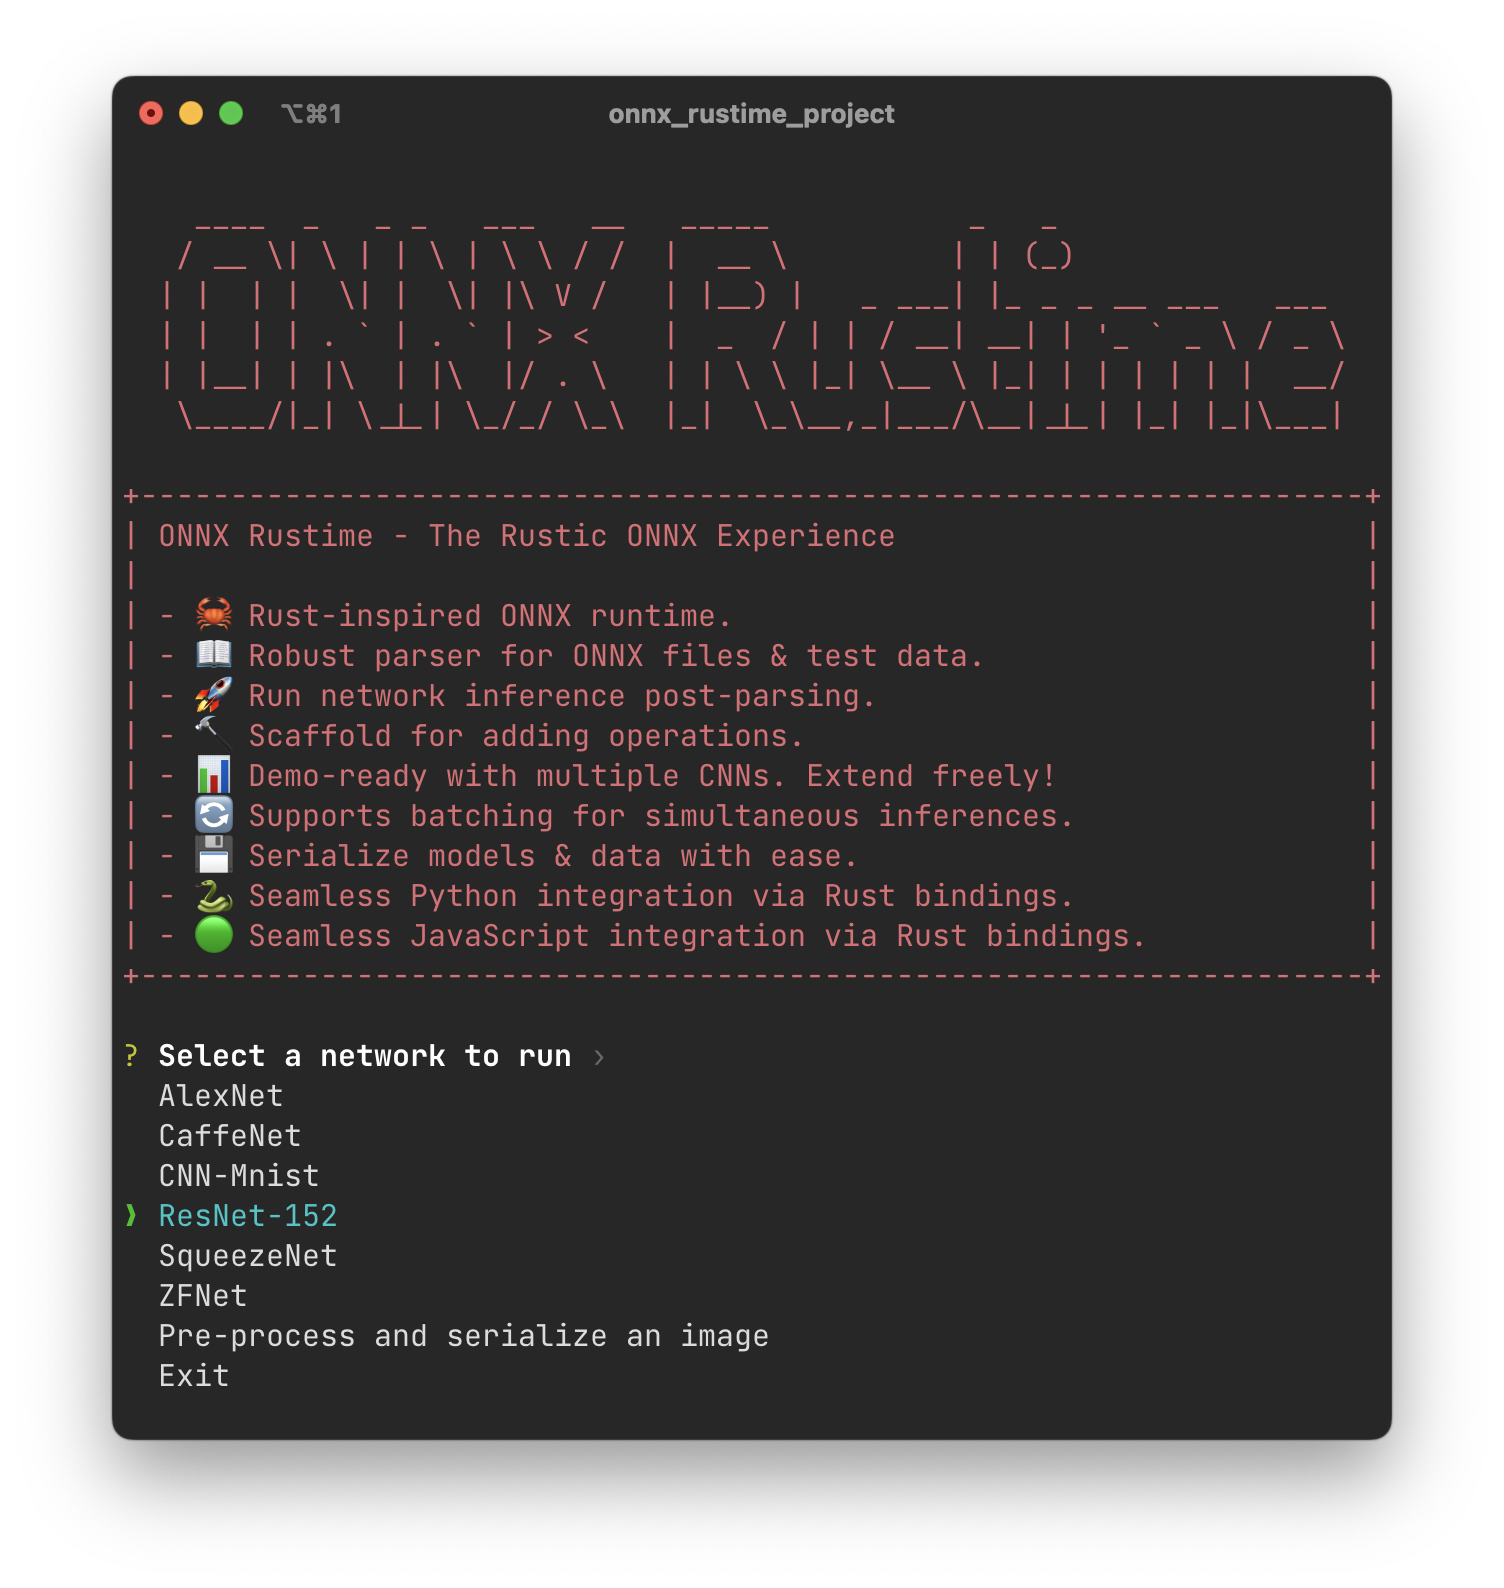 ⌥⌘1 onnx_rustime_project
ONNX Rustime
ONNX Rustime - The Rustic ONNX Experience
- 🦀 Rust-inspired ONNX runtime.
- 📖 Robust parser for ONNX files & test data.
- 🚀 Run network inference post-parsing.
- 🔨 Scaffold for adding operations.
- 📊 Demo-ready with multiple CNNs. Extend freely!
- 🔄 Supports batching for simultaneous inferences.
- 💾 Serialize models & data with ease.
- 🐍 Seamless Python integration via Rust bindings.
- 🟢 Seamless JavaScript integration via Rust bindings.
? Select a network to run ›
AlexNet
CaffeNet
CNN-Mnist
❱ ResNet-152
SqueezeNet
ZFNet
Pre-process and serialize an image
Exit